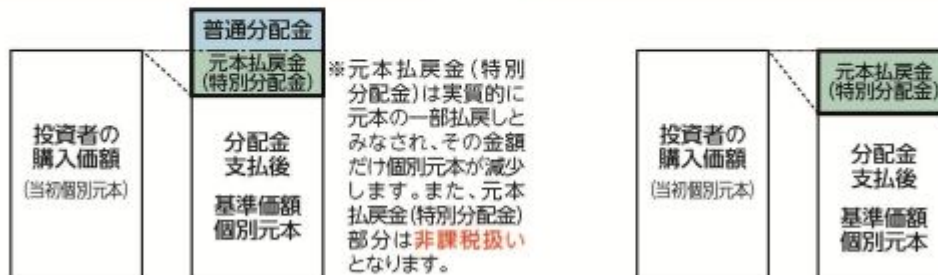 普通分配金
元本払戻金
(特別分配金)
投資者の
購入価額
(当初個別元本)
分配金
支払後
基準価額
個別元本
※元本払戻金(特別
分配金)は実質的に
元本の一部払戻しと
みなされ、その金額
だけ個別元本が減少
します。また、元本
払戻金(特別分配金)
部分は非課税扱い
となります。
元本払戻金
(特別分配金)
投資者の
購入価額
(当初個別元本)
分配金
支払後
基準価額
個別元本